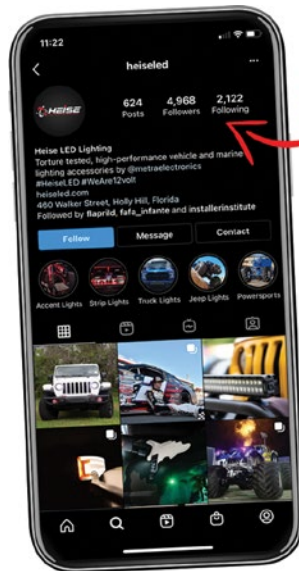 11:22
heiseled
HEISE
624 4,968 2,122
Posts Followers Following
Heise LED Lighting
Torture tested, high-performance vehicle and marine
lighting accessories by @metraelectronics
#HeiseLED #WeAre12volt
heiseled.com
460 Walker Street, Holly Hill, Florida
Followed by 8aprild, fafo_infante and installerinstitute
Follow Message Contact
Accent Lights Strip Lights Truck Lights Jeep Lights Powersports